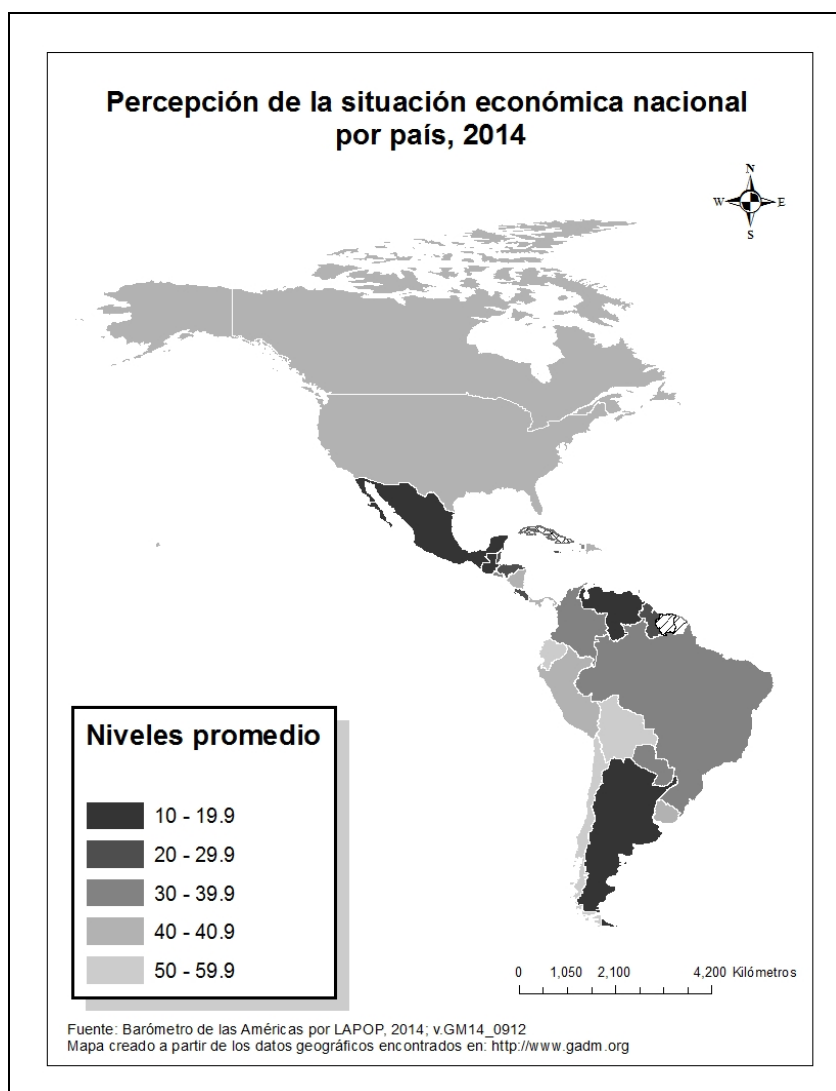 Percepción de la situación económica nacional
por país, 2014
N
W E
S
Niveles promedio
10 - 19.9
20 - 29.9
30 - 39.9
40 - 40.9
50 - 59.9
0 1,050 2,100 4,200 Kilómetros
Fuente: Barómetro de las Américas por LAPOP, 2014; v.GM14_0912
Mapa creado a partir de los datos geográficos encontrados en: http://www.gadm.org